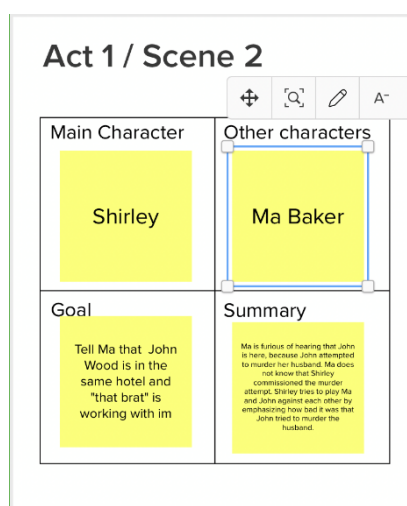 Act 1 / Scene 2
A-
Main Character
Other characters
Shirley
Ma Baker
Goal
Summary
Tell Ma that John
Wood is in the
same hotel and
"that brat" is
working with im
Ma is furious of hearing that John
is here, because John attempted
to murder her husband. Ma does
not know that Shirley
commissioned the murder
attempt. Shirley tries to play Ma
and John against each other by
emphasizing how bad it was that
John tried to murder the
husband.